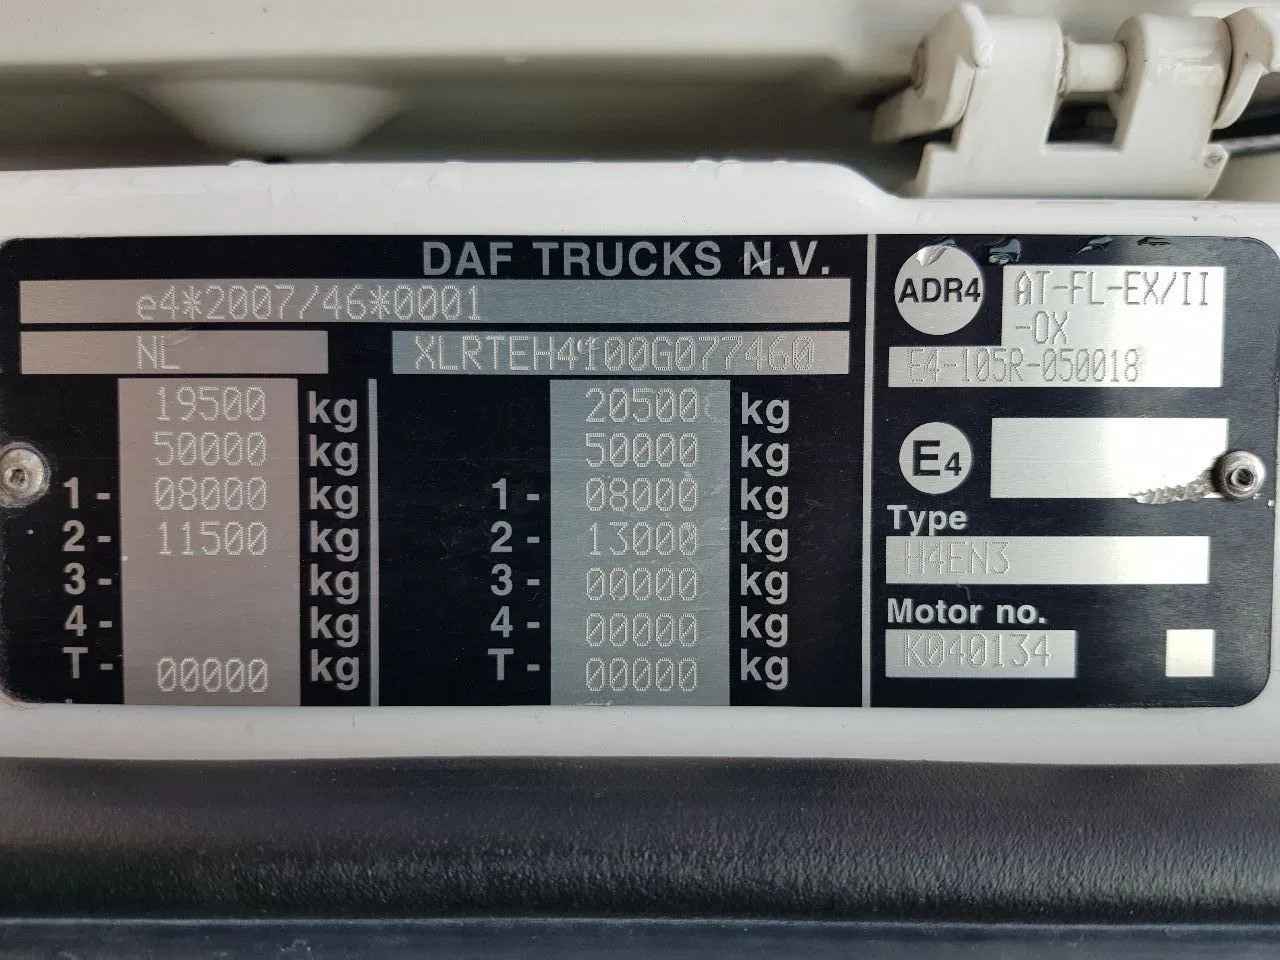 DAF TRUCKS N.V.
e4*2007/46*0001
NL XLRTEH4100G077460
19500 kg 20500 kg
50000 kg 50000 kg
1 - 08000 kg 1 - 08000 kg
2 - 11500 kg 2 - 13000 kg
3 - kg 3 - 00000 kg
4 - kg 4 - 00000 kg
T - 00000 kg T - 00000 kg
ADR4 AT-FL-EX/II
-OX
E4-105R-050018
E4
Type
H4EN3
Motor no.
K040134